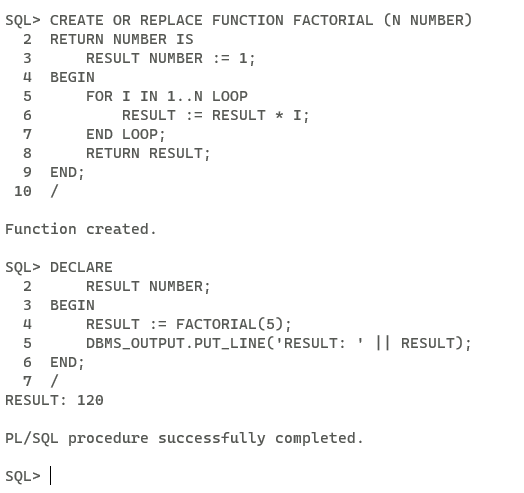 SQL> CREATE OR REPLACE FUNCTION FACTORIAL (N NUMBER)
  2  RETURN NUMBER IS
  3      RESULT NUMBER := 1;
  4  BEGIN
  5      FOR I IN 1..N LOOP
  6          RESULT := RESULT * I;
  7      END LOOP;
  8      RETURN RESULT;
  9  END;
 10  /
Function created.
SQL> DECLARE
  2      RESULT NUMBER;
  3  BEGIN
  4      RESULT := FACTORIAL(5);
  5      DBMS_OUTPUT.PUT_LINE('RESULT: ' || RESULT);
  6  END;
  7  /
RESULT: 120
PL/SQL procedure successfully completed.
SQL>